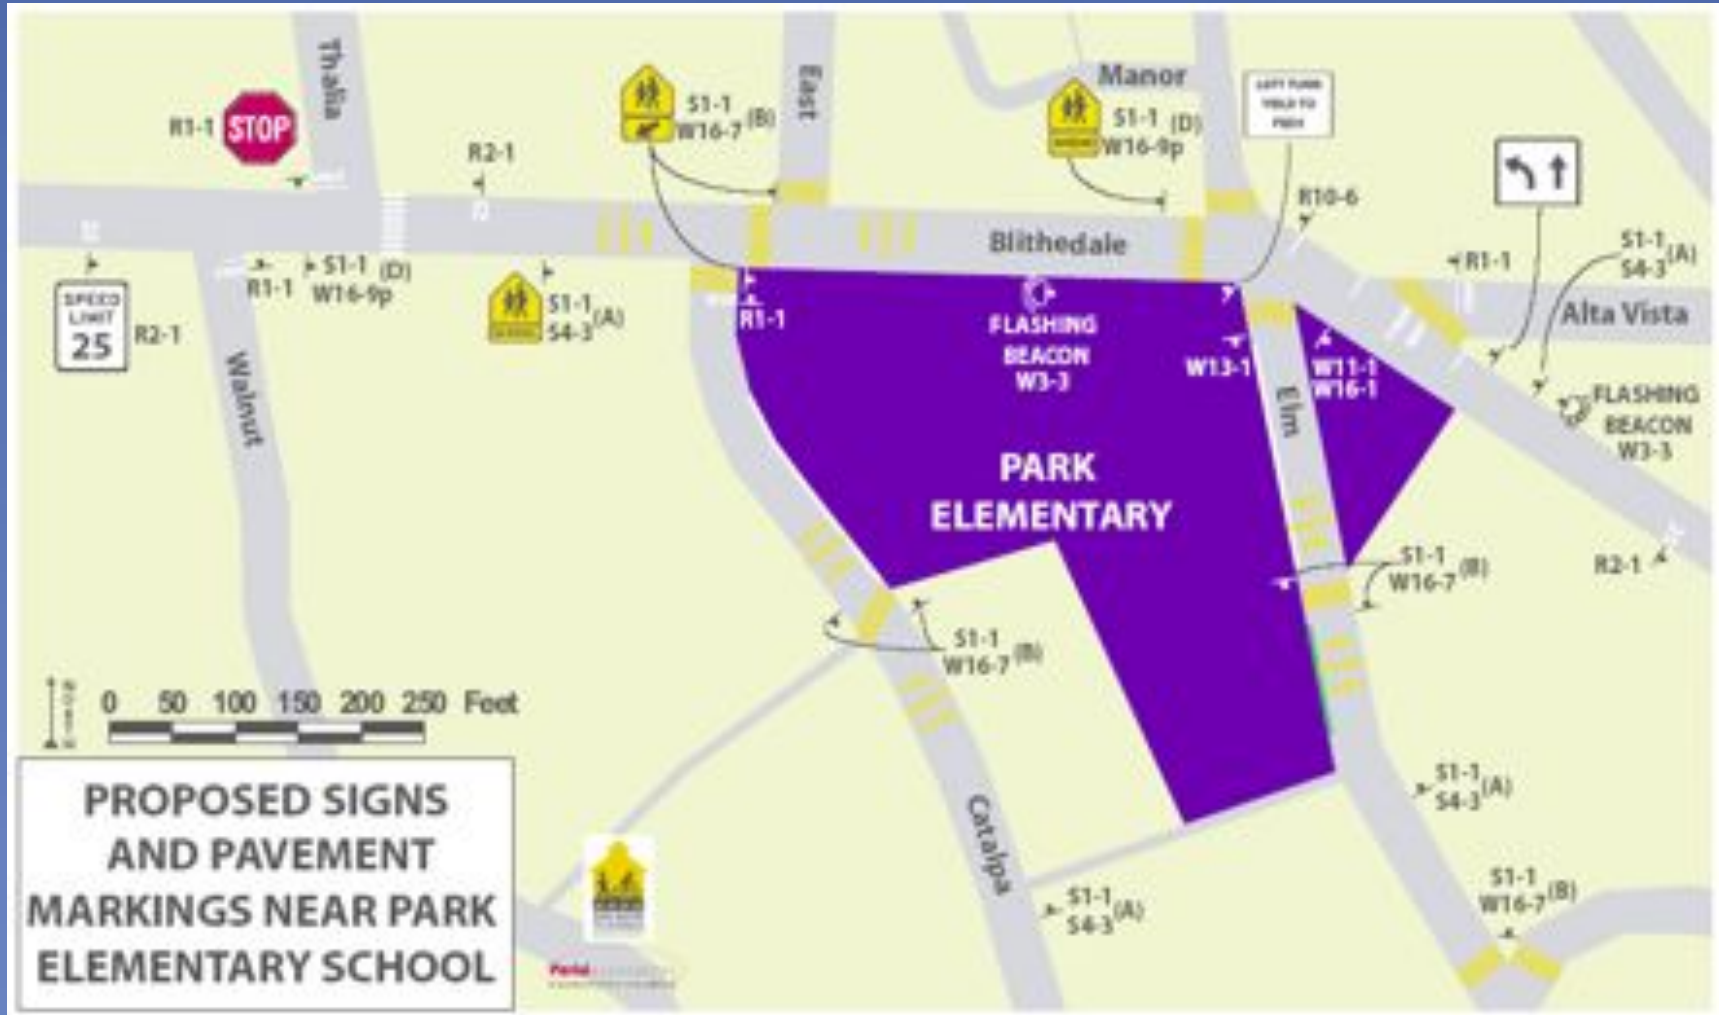 Thalia
East
Manor
LEFT TURN
YIELD TO
PEDS
R1-1 STOP
S1-1
W16-7 (B)
S1-1 (D)
W16-9p
R2-1
R10-6
S1-1 (A)
S4-3
Blithedale
R1-1
R1-1
S1-1 (D)
W16-9p
SPEED
LIMIT
25
R2-1
S1-1 (A)
S4-3
R1-1
FLASHING
BEACON
W3-3
W13-1
W11-1
W16-1
Alta Vista
Walnut
Elm
FLASHING
BEACON
W3-3
PARK
ELEMENTARY
S1-1
W16-7 (B)
R2-1
S1-1
W16-7 (B)
0 50 100 150 200 250 Feet
S1-1 (A)
S4-3
Catalpa
S1-1 (A)
S4-3
S1-1
W16-7 (B)
PROPOSED SIGNS
AND PAVEMENT
MARKINGS NEAR PARK
ELEMENTARY SCHOOL